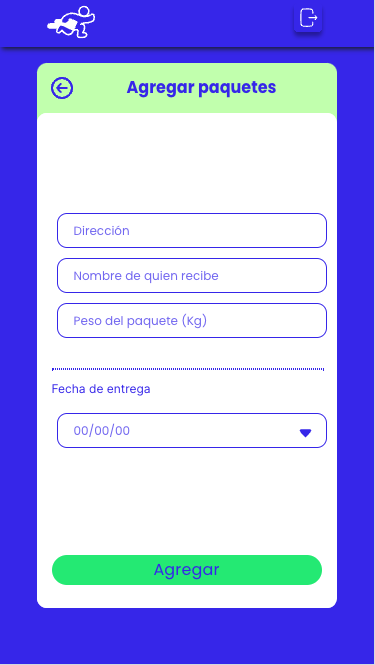 Agregar paquetes
Dirección
Nombre de quien recibe
Peso del paquete (Kg)
Fecha de entrega
00/00/00
Agregar